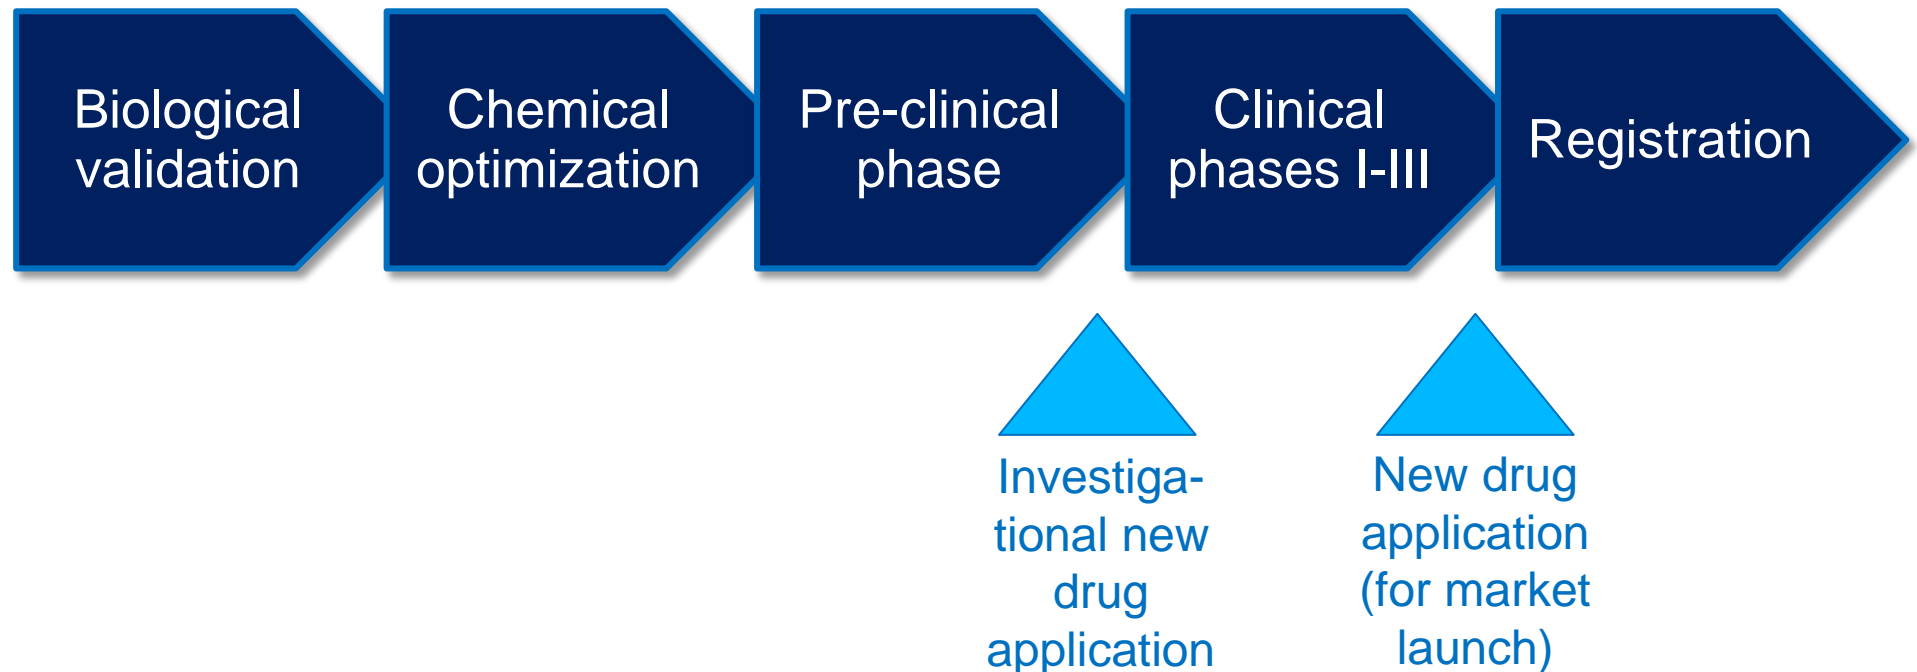 Biological
validation
Chemical
optimization
Pre-clinical
phase
Clinical
phases I-III
Registration
Investiga-
tional new
drug
application
New drug
application
(for market
launch)